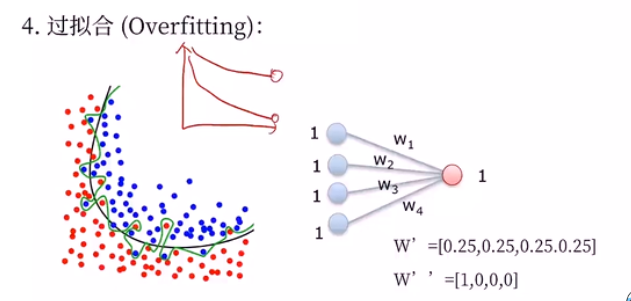 4. 过拟合 (Overfitting):
1
w1
1
w2
1
w3
1
w4
1
W’=[0.25,0.25,0.25.0.25]
W’’=[1,0,0,0]